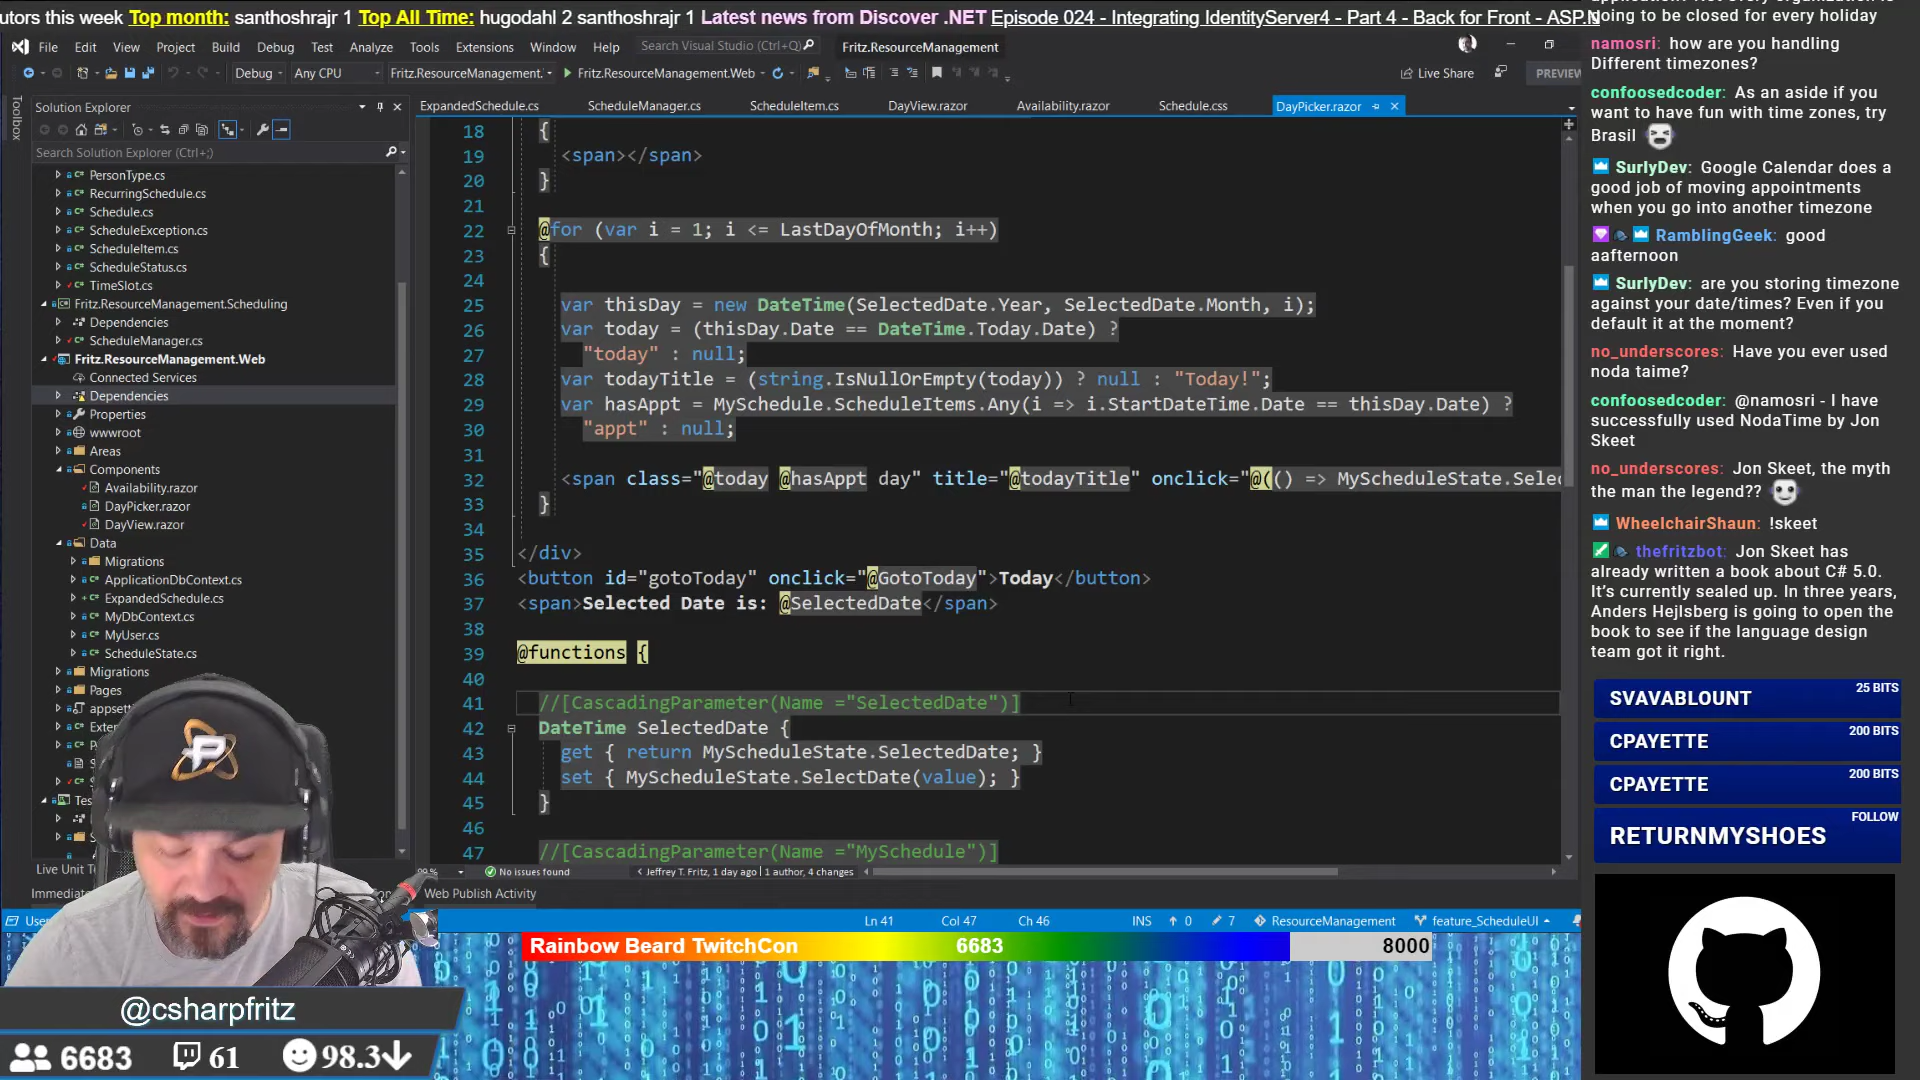 utors this week Top month: santhoshrajr 1 Top All Time: hugodahl 2 santhoshrajr 1 Latest news from Discover .NET Episode 024 - Integrating IdentityServer4 - Part 4 - Back for Front - ASP.N
File Edit View Project Build Debug Test Analyze Tools Extensions Window Help Search Visual Studio (Ctrl+Q) Fritz.ResourceManagement
Debug Any CPU Fritz.ResourceManagement. Fritz.ResourceManagement.Web Live Share PREVIEW
Toolbox
Solution Explorer
Search Solution Explorer (Ctrl+;)
PersonType.cs
RecurringSchedule.cs
Schedule.cs
ScheduleException.cs
ScheduleItem.cs
ScheduleStatus.cs
TimeSlot.cs
Fritz.ResourceManagement.Scheduling
Dependencies
ScheduleManager.cs
Fritz.ResourceManagement.Web
Connected Services
Dependencies
Properties
wwwroot
Areas
Components
Availability.razor
DayPicker.razor
DayView.razor
Data
Migrations
ApplicationDbContext.cs
ExpandedSchedule.cs
MyDbContext.cs
MyUser.cs
ScheduleState.cs
Migrations
Pages
appsetti
Exten
Tes
Live Unit T
Immediat
ExpandedSchedule.cs ScheduleManager.cs ScheduleItem.cs DayView.razor Availability.razor Schedule.css DayPicker.razor
18 {
19 <span></span>
20 }
21
22 @for (var i = 1; i <= LastDayOfMonth; i++)
23 {
24
25 var thisDay = new DateTime(SelectedDate.Year, SelectedDate.Month, i);
26 var today = (thisDay.Date == DateTime.Today.Date) ?
27 "today" : null;
28 var todayTitle = (string.IsNullOrEmpty(today)) ? null : "Today!";
29 var hasAppt = MySchedule.ScheduleItems.Any(i => i.StartDateTime.Date == thisDay.Date) ?
30 "appt" : null;
31
32 <span class="@today @hasAppt day" title="@todayTitle" onclick="@(() => MyScheduleState.Selec
33 }
34
35 </div>
36 <button id="gotoToday" onclick="@GotoToday">Today</button>
37 <span>Selected Date is: @SelectedDate</span>
38
39 @functions {
40
41 //[CascadingParameter(Name ="SelectedDate")]
42 DateTime SelectedDate {
43 get { return MyScheduleState.SelectedDate; }
44 set { MyScheduleState.SelectDate(value); }
45 }
46
47 //[CascadingParameter(Name ="MySchedule")]
No issues found Jeffrey T. Fritz, 1 day ago | 1 author, 4 changes
Web Publish Activity
User Ln 41 Col 47 Ch 46 INS 0 7 ResourceManagement feature_ScheduleUI
Rainbow Beard TwitchCon 6683 8000
@csharpfritz
6683 61 98.3
going to be closed for every holiday
namosri: how are you handling
Different timezones?
confoosedcoder: As an aside if you
want to have fun with time zones, try
Brasil
SurlyDev: Google Calendar does a
good job of moving appointments
when you go into another timezone
RamblingGeek: good
aafternoon
SurlyDev: are you storing timezone
against your date/times? Even if you
default it at the moment?
no_underscores: Have you ever used
noda taime?
confoosedcoder: @namosri - I have
successfully used NodaTime by Jon
Skeet
no_underscores: Jon Skeet, the myth
the man the legend??
WheelchairShaun: !skeet
thefritzbot: Jon Skeet has
already written a book about C# 5.0.
It's currently sealed up. In three years,
Anders Hejlsberg is going to open the
book to see if the language design
team got it right.
SVAVABLOUNT 25 BITS
CPAYETTE 200 BITS
CPAYETTE 200 BITS
RETURNMYSHOES FOLLOW